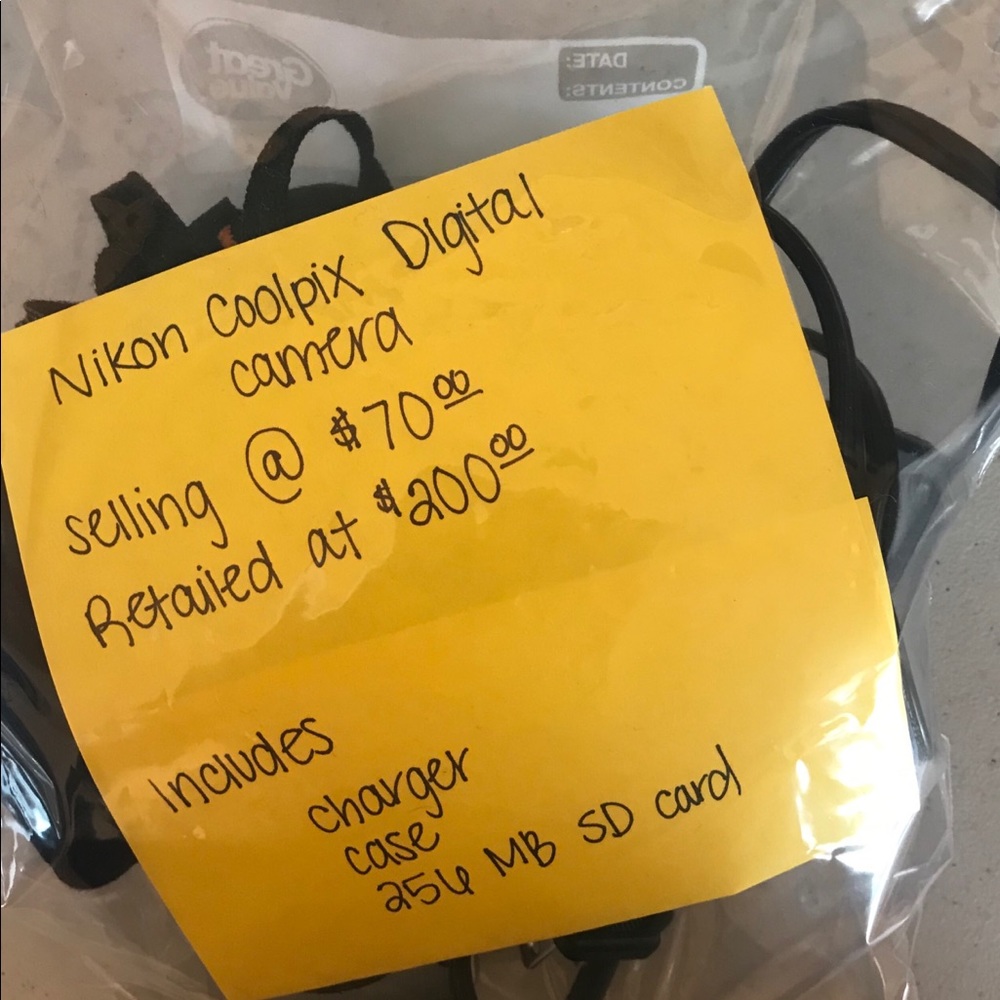 Great
Value
DATE:
CONTENTS:
Nikon Coolpix Digital
camera
selling @ $70.00
Retailed at $200.00
Includes
charger
case
256 MB SD card